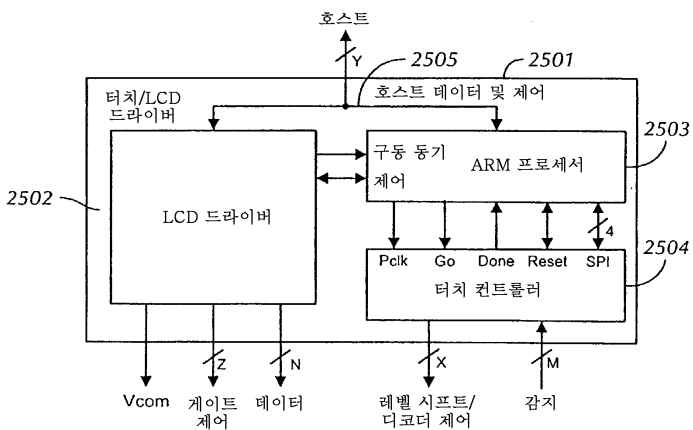 호스트
Y
2505
2501
터치/LCD
드라이버
호스트 데이터 및 제어
2503
구동 동기
ARM 프로세서
제어
2502
LCD 드라이버
4
2504
Pclk
Go
Done
Reset
SPI
터치 컨트롤러
Z
N
X
M
Vcom
게이트
제어
데이터
레벨 시프트/
디코더 제어
감지